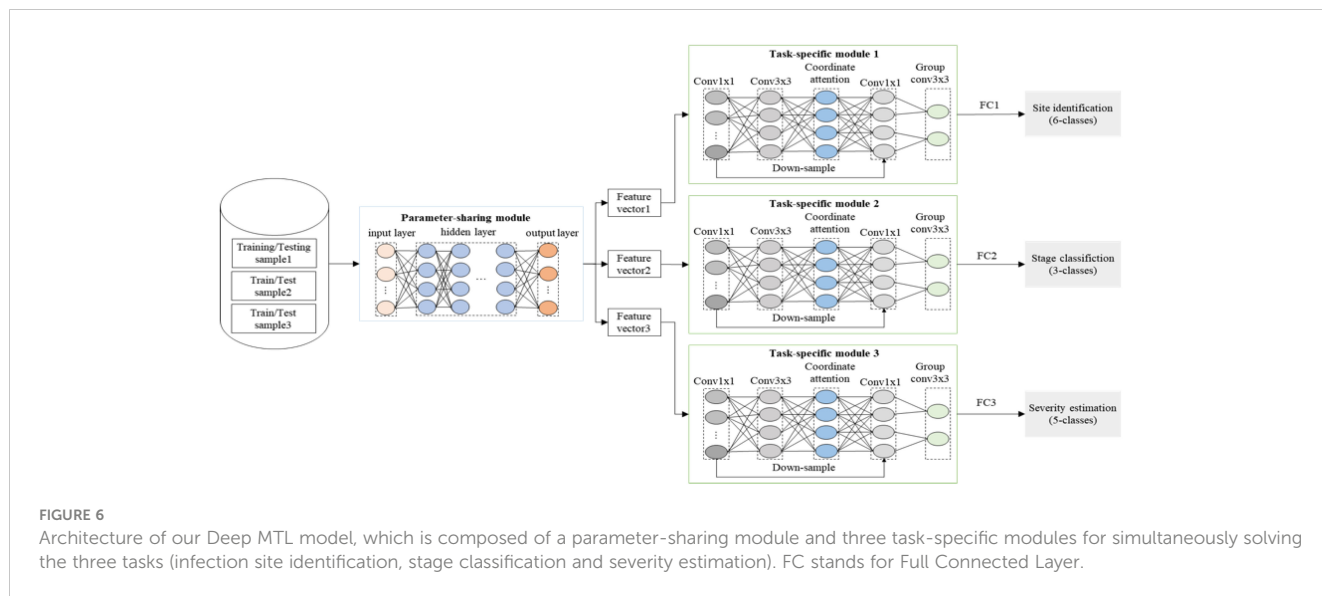 Training/Testing
sample1
Train/Test
sample2
Train/Test
sample3
Parameter-sharing module
input layer
hidden layer
output layer
Feature
vector1
Feature
vector2
Feature
vector3
Task-specific module 1
Conv1x1
Conv3x3
Coordinate
attention
Conv1x1
Group
conv3x3
Down-sample
FC1
Site identification
(6-classes)
Task-specific module 2
Conv1x1
Conv3x3
Coordinate
attention
Conv1x1
Group
conv3x3
Down-sample
FC2
Stage classifiction
(3-classes)
Task-specific module 3
Conv1x1
Conv3x3
Coordinate
attention
Conv1x1
Group
conv3x3
Down-sample
FC3
Severity estimation
(5-classes)
FIGURE 6
Architecture of our Deep MTL model, which is composed of a parameter-sharing module and three task-specific modules for simultaneously solving
the three tasks (infection site identification, stage classification and severity estimation). FC stands for Full Connected Layer.